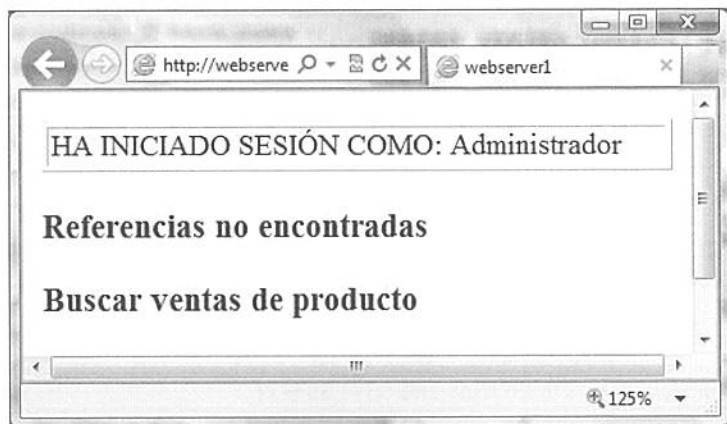 http://webserve
webserver1
HA INICIADO SESIÓN COMO: Administrador
Referencias no encontradas
Buscar ventas de producto
125%